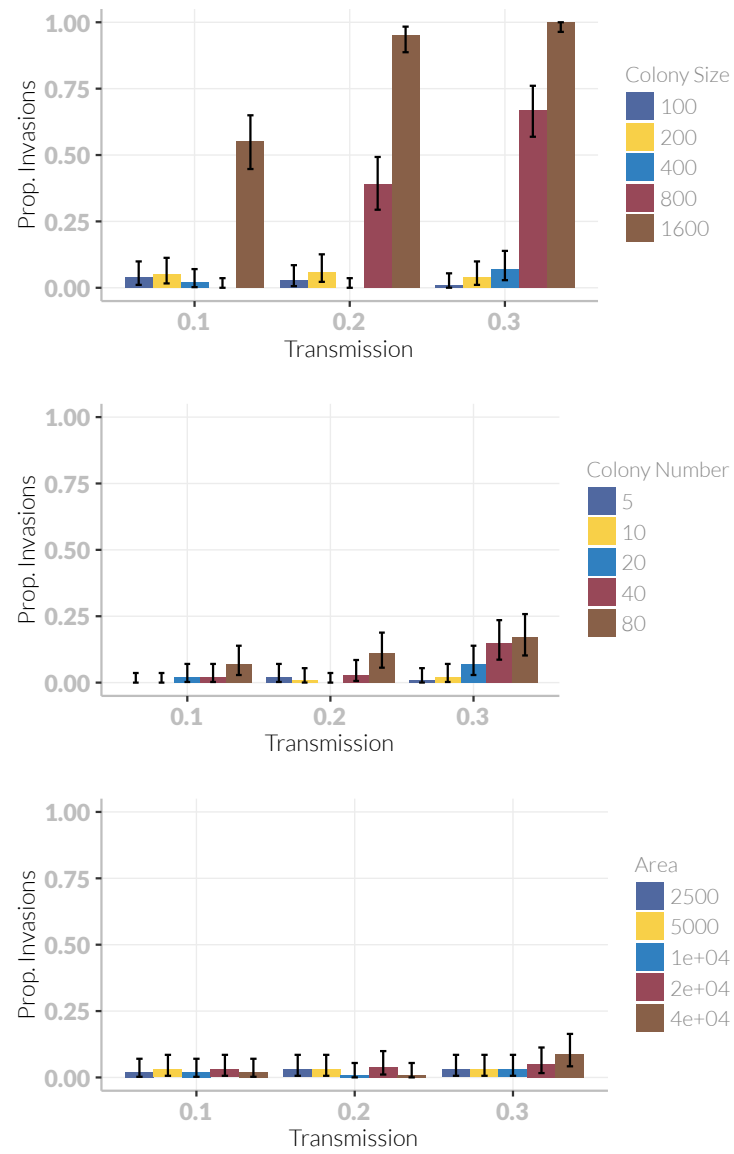 1.00
0.75
0.50
0.25
0.00
Prop. Invasions
0.1 0.2 0.3
Transmission
Colony Size
100
200
400
800
1600
1.00
0.75
0.50
0.25
0.00
Prop. Invasions
0.1 0.2 0.3
Transmission
Colony Number
5
10
20
40
80
1.00
0.75
0.50
0.25
0.00
Prop. Invasions
0.1 0.2 0.3
Transmission
Area
2500
5000
1e+04
2e+04
4e+04